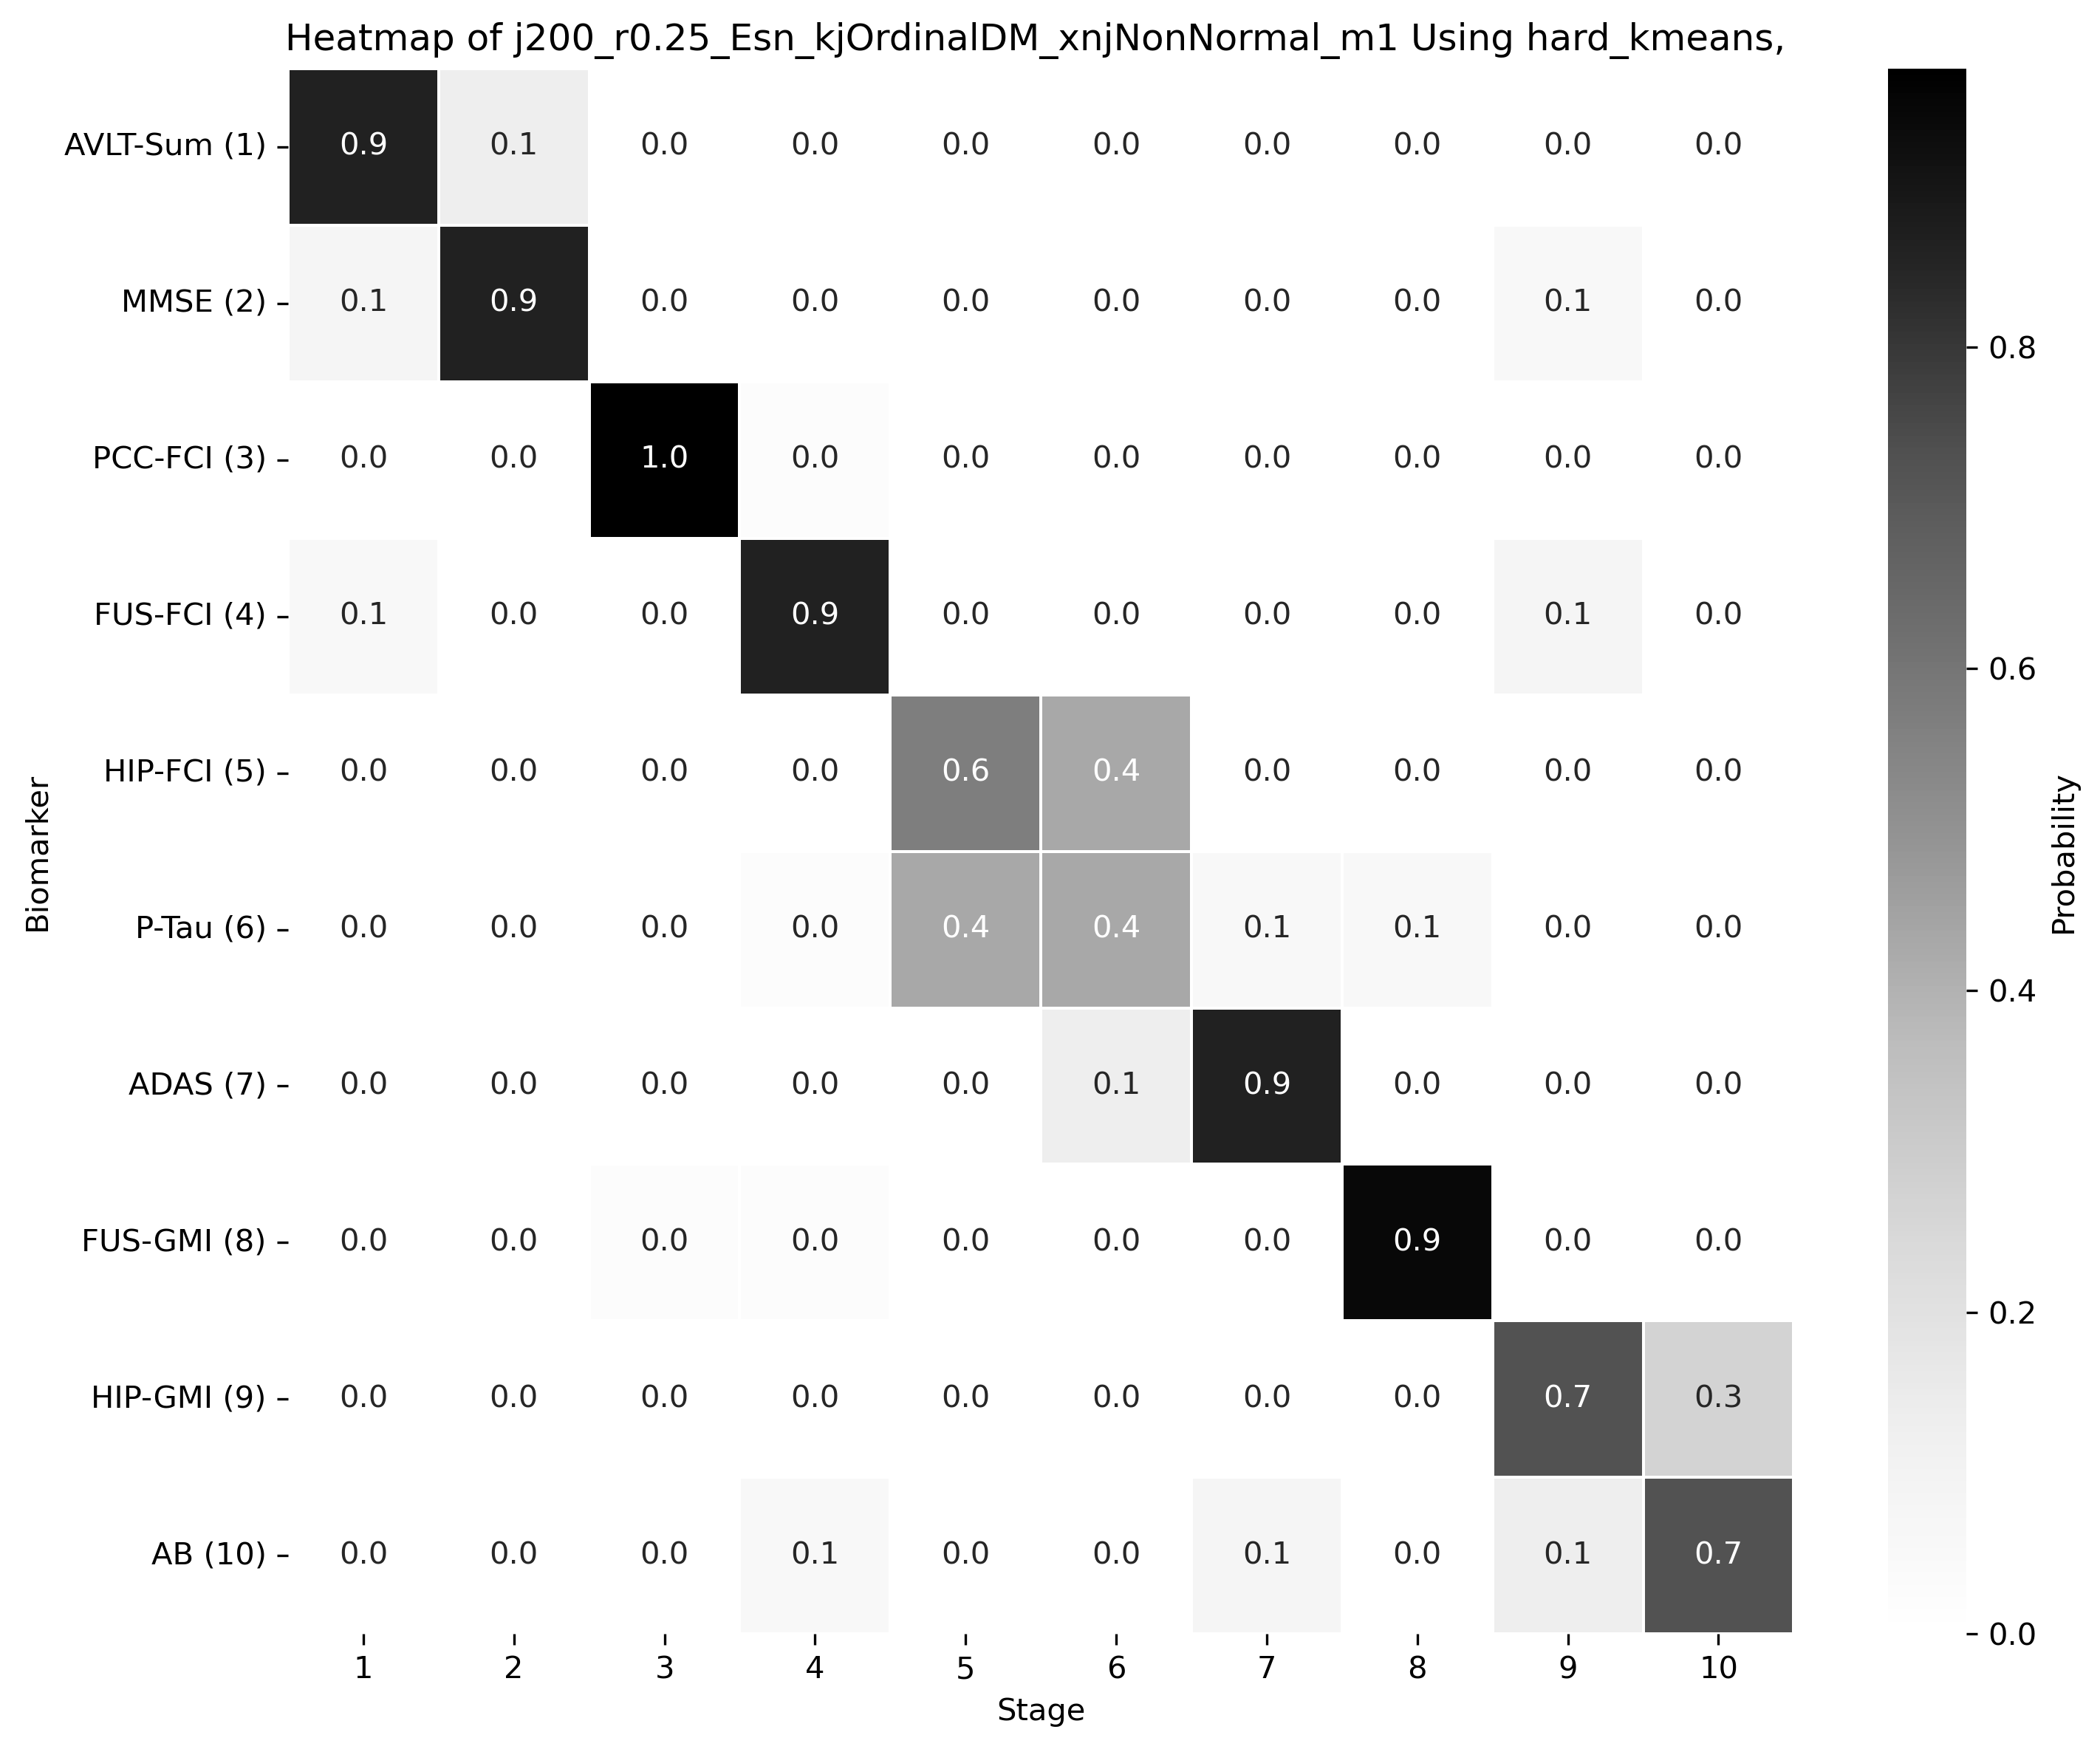 Heatmap of j200_r0.25_Esn_kjOrdinalDM_xnjNonNormal_m1 Using hard_kmeans,
Biomarker
AVLT-Sum (1) 0.9 0.1 0.0 0.0 0.0 0.0 0.0 0.0 0.0 0.0
MMSE (2) 0.1 0.9 0.0 0.0 0.0 0.0 0.0 0.0 0.1 0.0
PCC-FCI (3) 0.0 0.0 1.0 0.0 0.0 0.0 0.0 0.0 0.0 0.0
FUS-FCI (4) 0.1 0.0 0.0 0.9 0.0 0.0 0.0 0.0 0.1 0.0
HIP-FCI (5) 0.0 0.0 0.0 0.0 0.6 0.4 0.0 0.0 0.0 0.0
P-Tau (6) 0.0 0.0 0.0 0.0 0.4 0.4 0.1 0.1 0.0 0.0
ADAS (7) 0.0 0.0 0.0 0.0 0.0 0.1 0.9 0.0 0.0 0.0
FUS-GMI (8) 0.0 0.0 0.0 0.0 0.0 0.0 0.0 0.9 0.0 0.0
HIP-GMI (9) 0.0 0.0 0.0 0.0 0.0 0.0 0.0 0.0 0.7 0.3
AB (10) 0.0 0.0 0.0 0.1 0.0 0.0 0.1 0.0 0.1 0.7
1 2 3 4 5 6 7 8 9 10
Stage
0.8
0.6
0.4
0.2
0.0
Probability